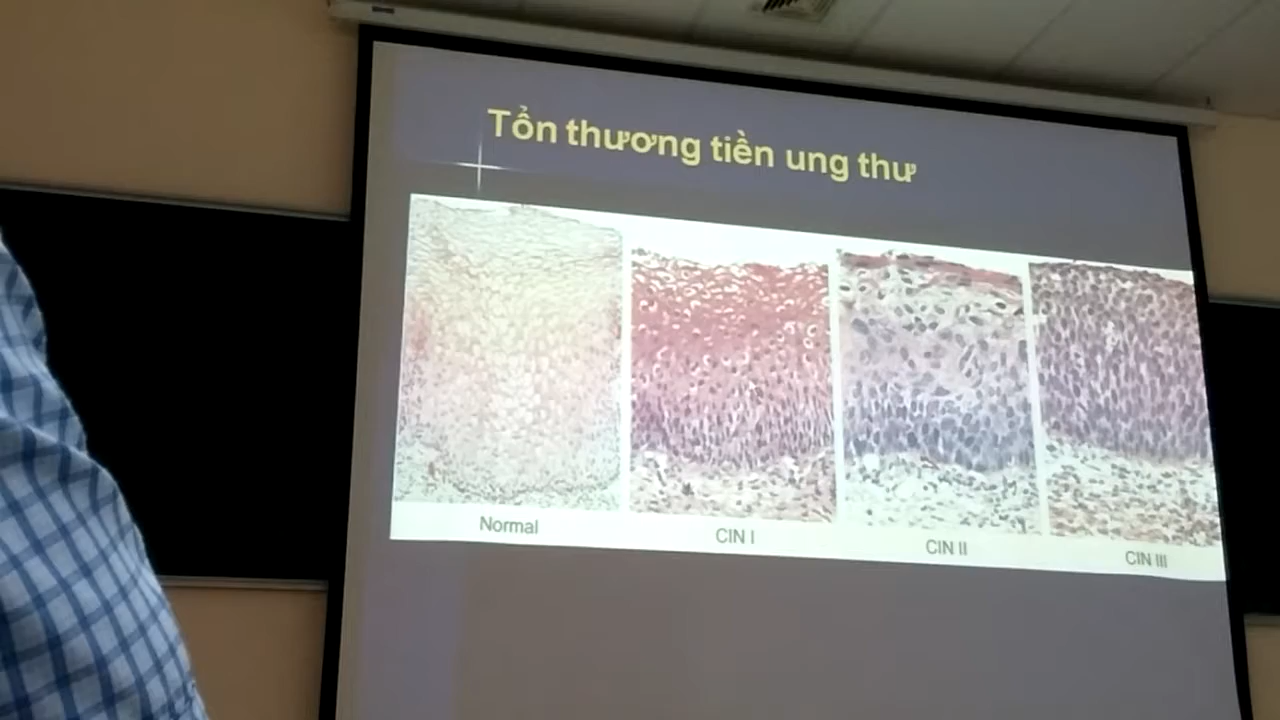 Tổn thương tiền ung thư
Normal
CIN I
CIN II
CIN III